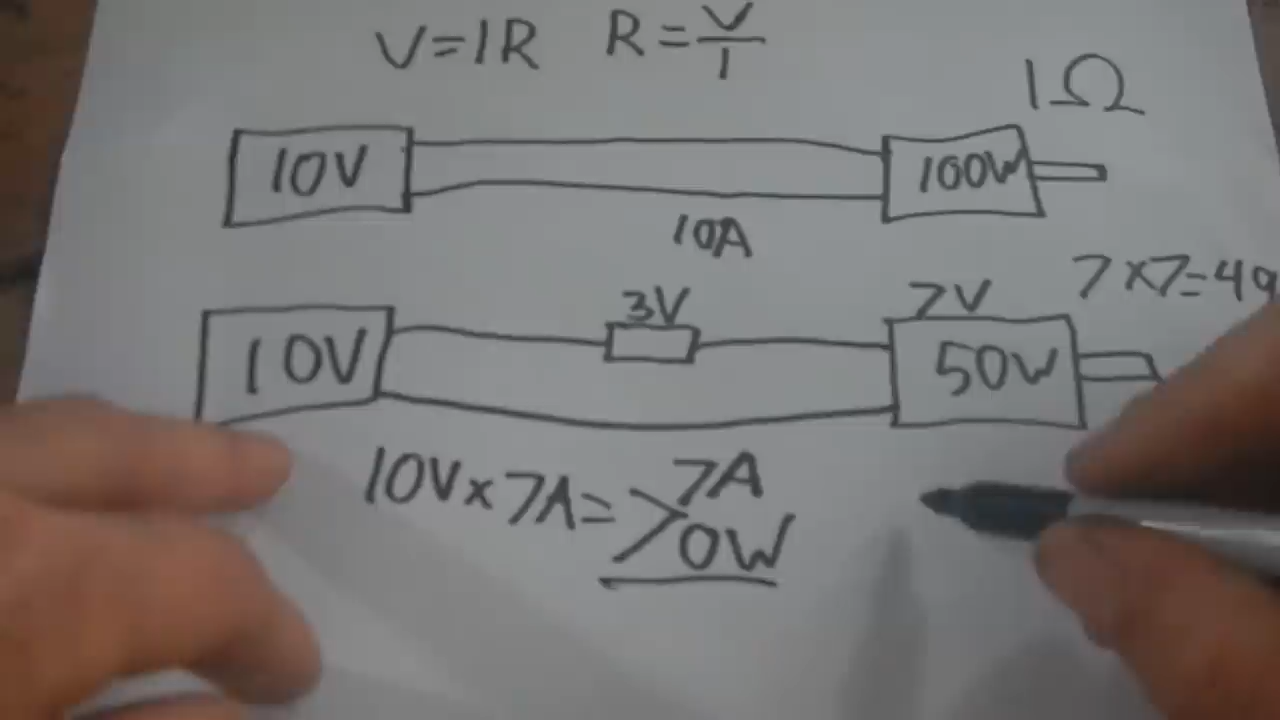 V=IR R=V/I
1Ω
10V 100W
10A
7×7=49
3V 7V
10V 50W
7A
10V×7A=70W